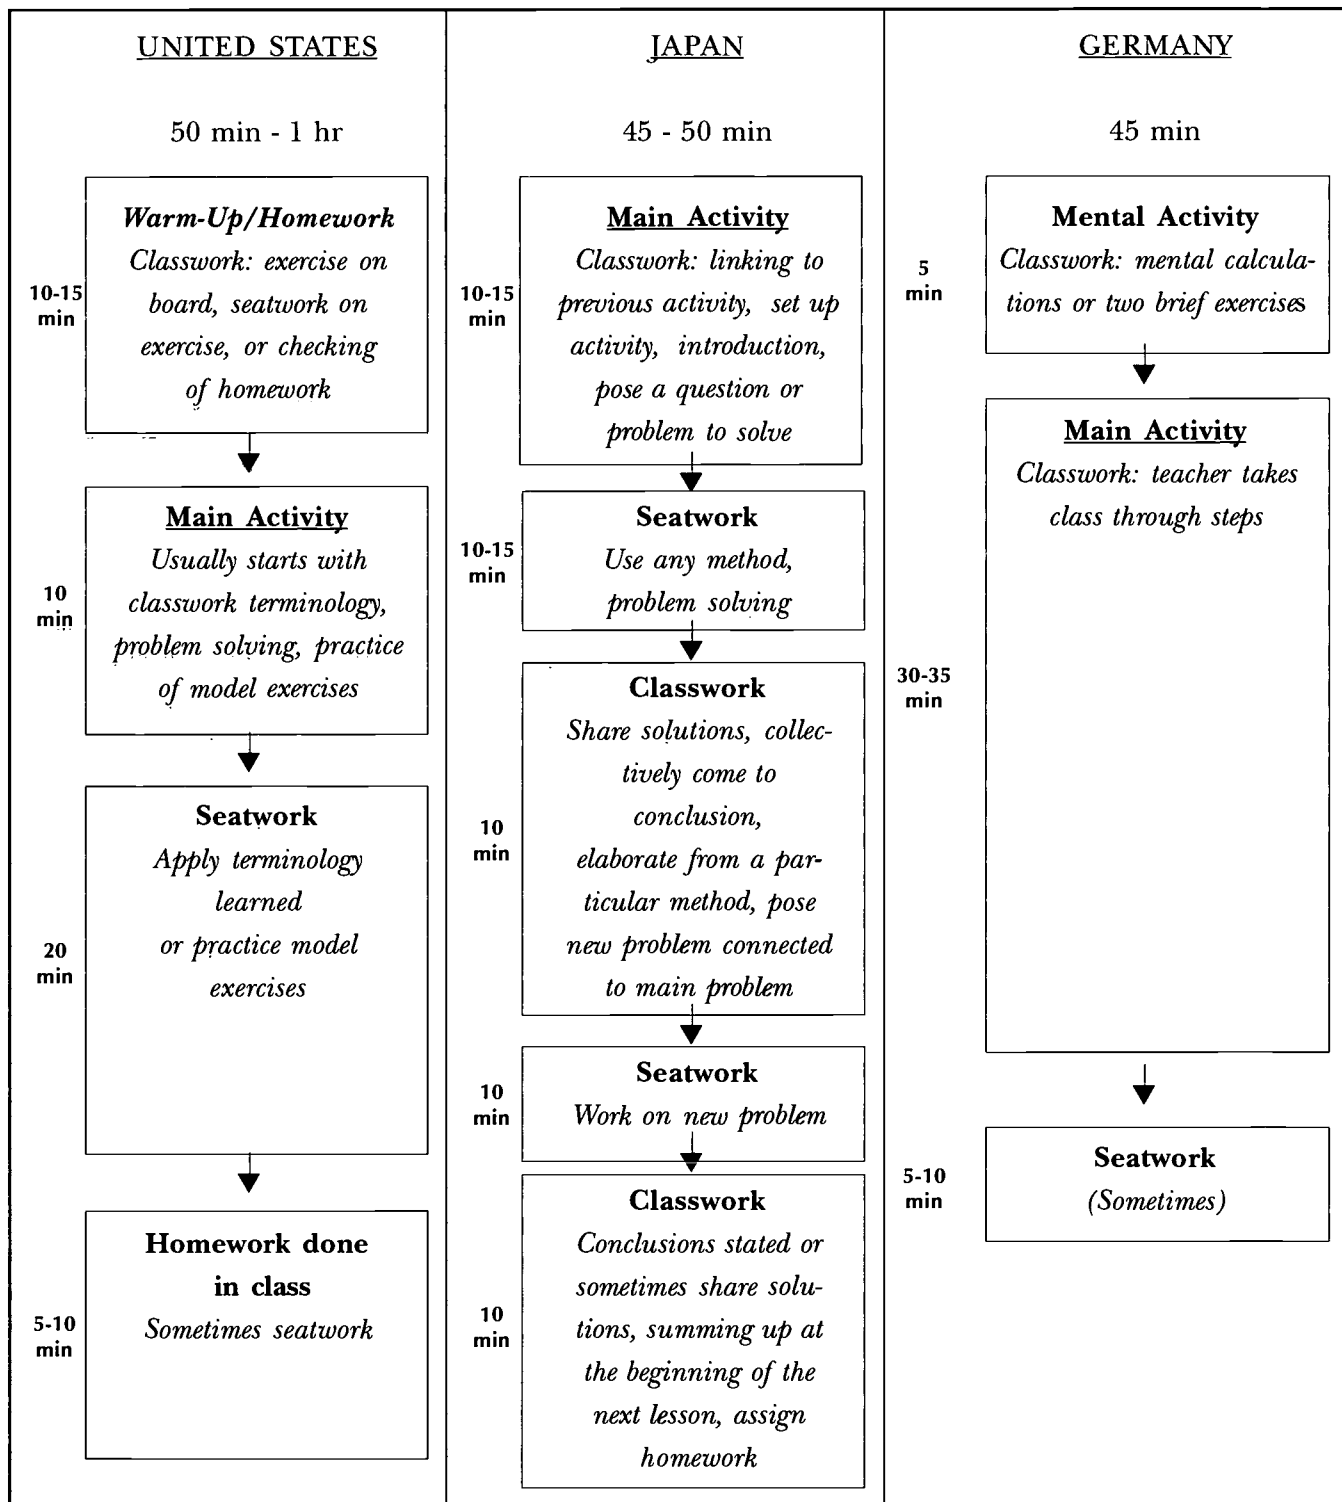 UNITED STATES
50 min - 1 hr
10-15
min
Warm-Up/Homework
Classwork: exercise on
board, seatwork on
exercise, or checking
of homework
10
min
Main Activity
Usually starts with
classwork terminology,
problem solving, practice
of model exercises
20
min
Seatwork
Apply terminology
learned
or practice model
exercises
5-10
min
Homework done
in class
Sometimes seatwork
JAPAN
45 - 50 min
10-15
min
Main Activity
Classwork: linking to
previous activity, set up
activity, introduction,
pose a question or
problem to solve
10-15
min
Seatwork
Use any method,
problem solving
10
min
Classwork
Share solutions, collec-
tively come to
conclusion,
elaborate from a par-
ticular method, pose
new problem connected
to main problem
10
min
Seatwork
Work on new problem
10
min
Classwork
Conclusions stated or
sometimes share solu-
tions, summing up at
the beginning of the
next lesson, assign
homework
GERMANY
45 min
5
min
Mental Activity
Classwork: mental calcula-
tions or two brief exercises
30-35
min
Main Activity
Classwork: teacher takes
class through steps
5-10
min
Seatwork
(Sometimes)